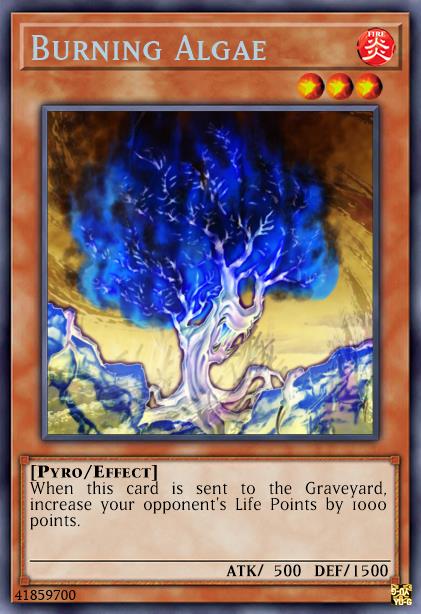 Burning Algae
FIRE
炎
[Pyro/Effect]
When this card is sent to the Graveyard,
increase your opponent's Life Points by 1000
points.
ATK/ 500 DEF/1500
41859700